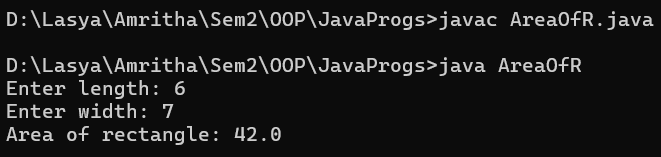 D:\Lasya\Amritha\Sem2\OOP\JavaProgs>javac AreaOfR.java
D:\Lasya\Amritha\Sem2\OOP\JavaProgs>java AreaOfR
Enter length: 6
Enter width: 7
Area of rectangle: 42.0